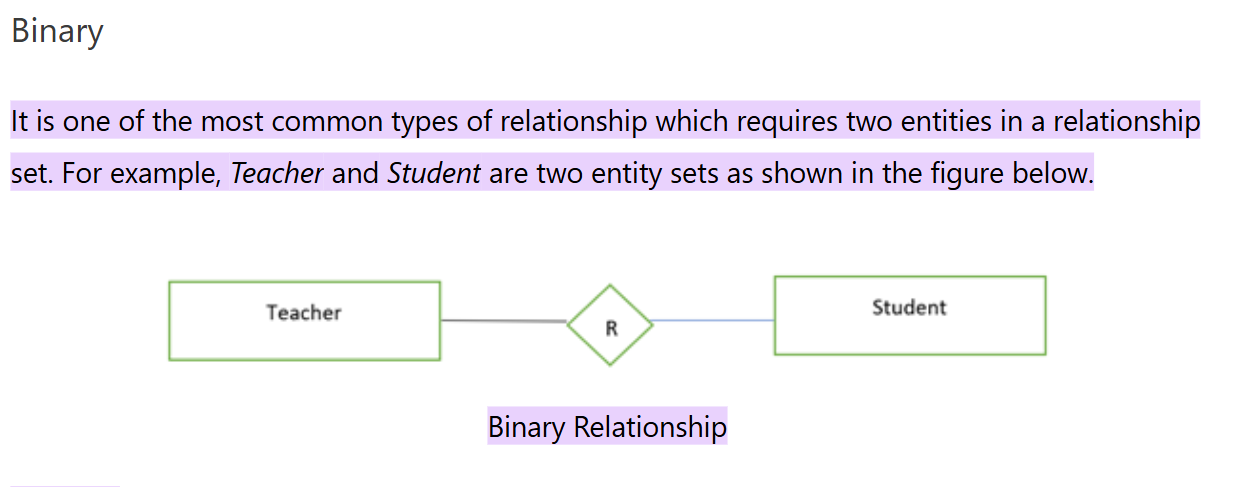 Binary
It is one of the most common types of relationship which requires two entities in a relationship
set. For example, Teacher and Student are two entity sets as shown in the figure below.
Teacher
R
Student
Binary Relationship